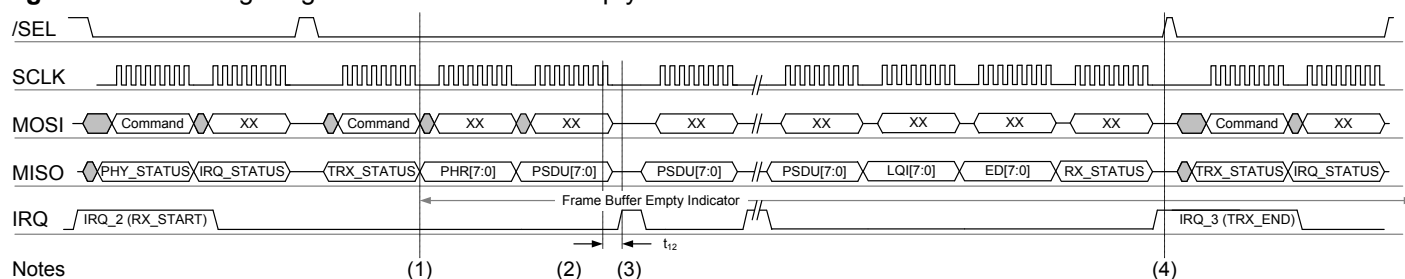 /SEL
SCLK
MOSI Command XX Command XX XX XX XX XX XX XX Command XX
MISO PHY_STATUS IRQ_STATUS TRX_STATUS PHR[7:0] PSDU[7:0] PSDU[7:0] PSDU[7:0] LQI[7:0] ED[7:0] RX_STATUS TRX_STATUS IRQ_STATUS
Frame Buffer Empty Indicator
IRQ IRQ_2 (RX_START) IRQ_3 (TRX_END)
t12
Notes (1) (2) (3) (4)